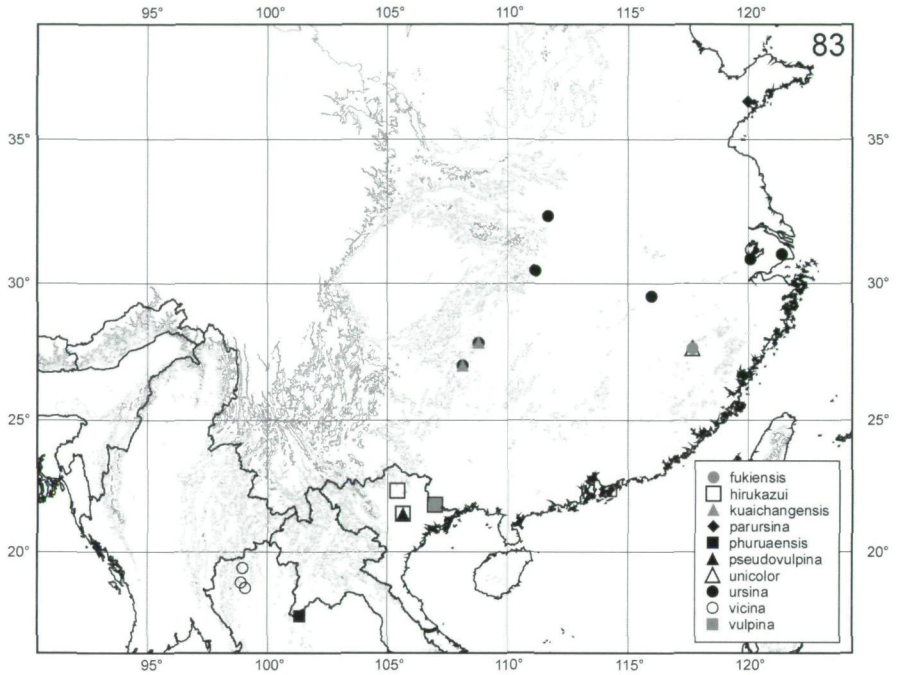 95° 100° 105° 110° 115° 120°
83
35° 35°
30° 30°
25° 25°
fukiensis
hirukazui
kuaichangensis
parursina
20° phuruaensis 20°
pseudovulpina
unicolor
ursina
vicina
vulpina
95° 100° 105° 110° 115° 120°